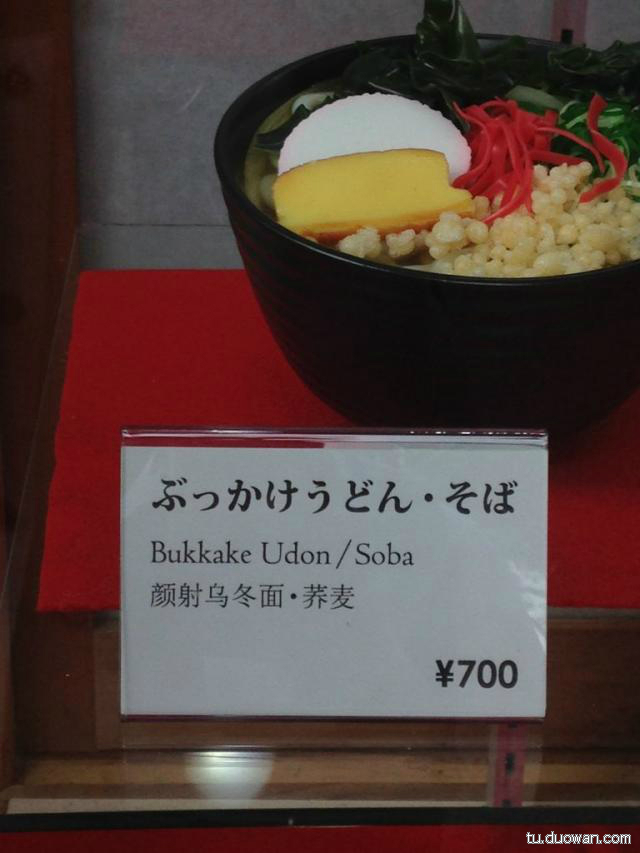 ぶっかけうどん・そば
Bukkake Udon/Soba
颜射乌冬面・荞麦
¥700
tu.duowan.com